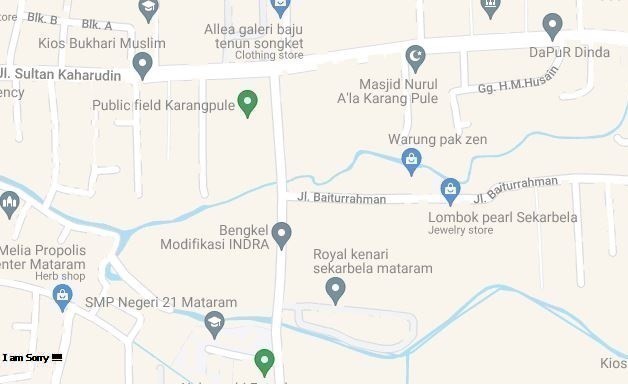 Blk. B
Blk. A
Kios Bukhari Muslim
Allea galeri baju
tenun songket
Clothing store
DaPuR Dinda
Jl. Sultan Kaharudin
ency
Public field Karangpule
Masjid Nurul
A'la Karang Pule
Gg. H.M.Husain
Warung pak zen
Jl. Baiturrahman
Jl. Baiturrahman
Lombok pearl Sekarbela
Jewelry store
Bengkel
Modifikasi INDRA
Melia Propolis
enter Mataram
Herb shop
Royal kenari
sekarbela mataram
SMP Negeri 21 Mataram
I am Sorry !!!!
Kios